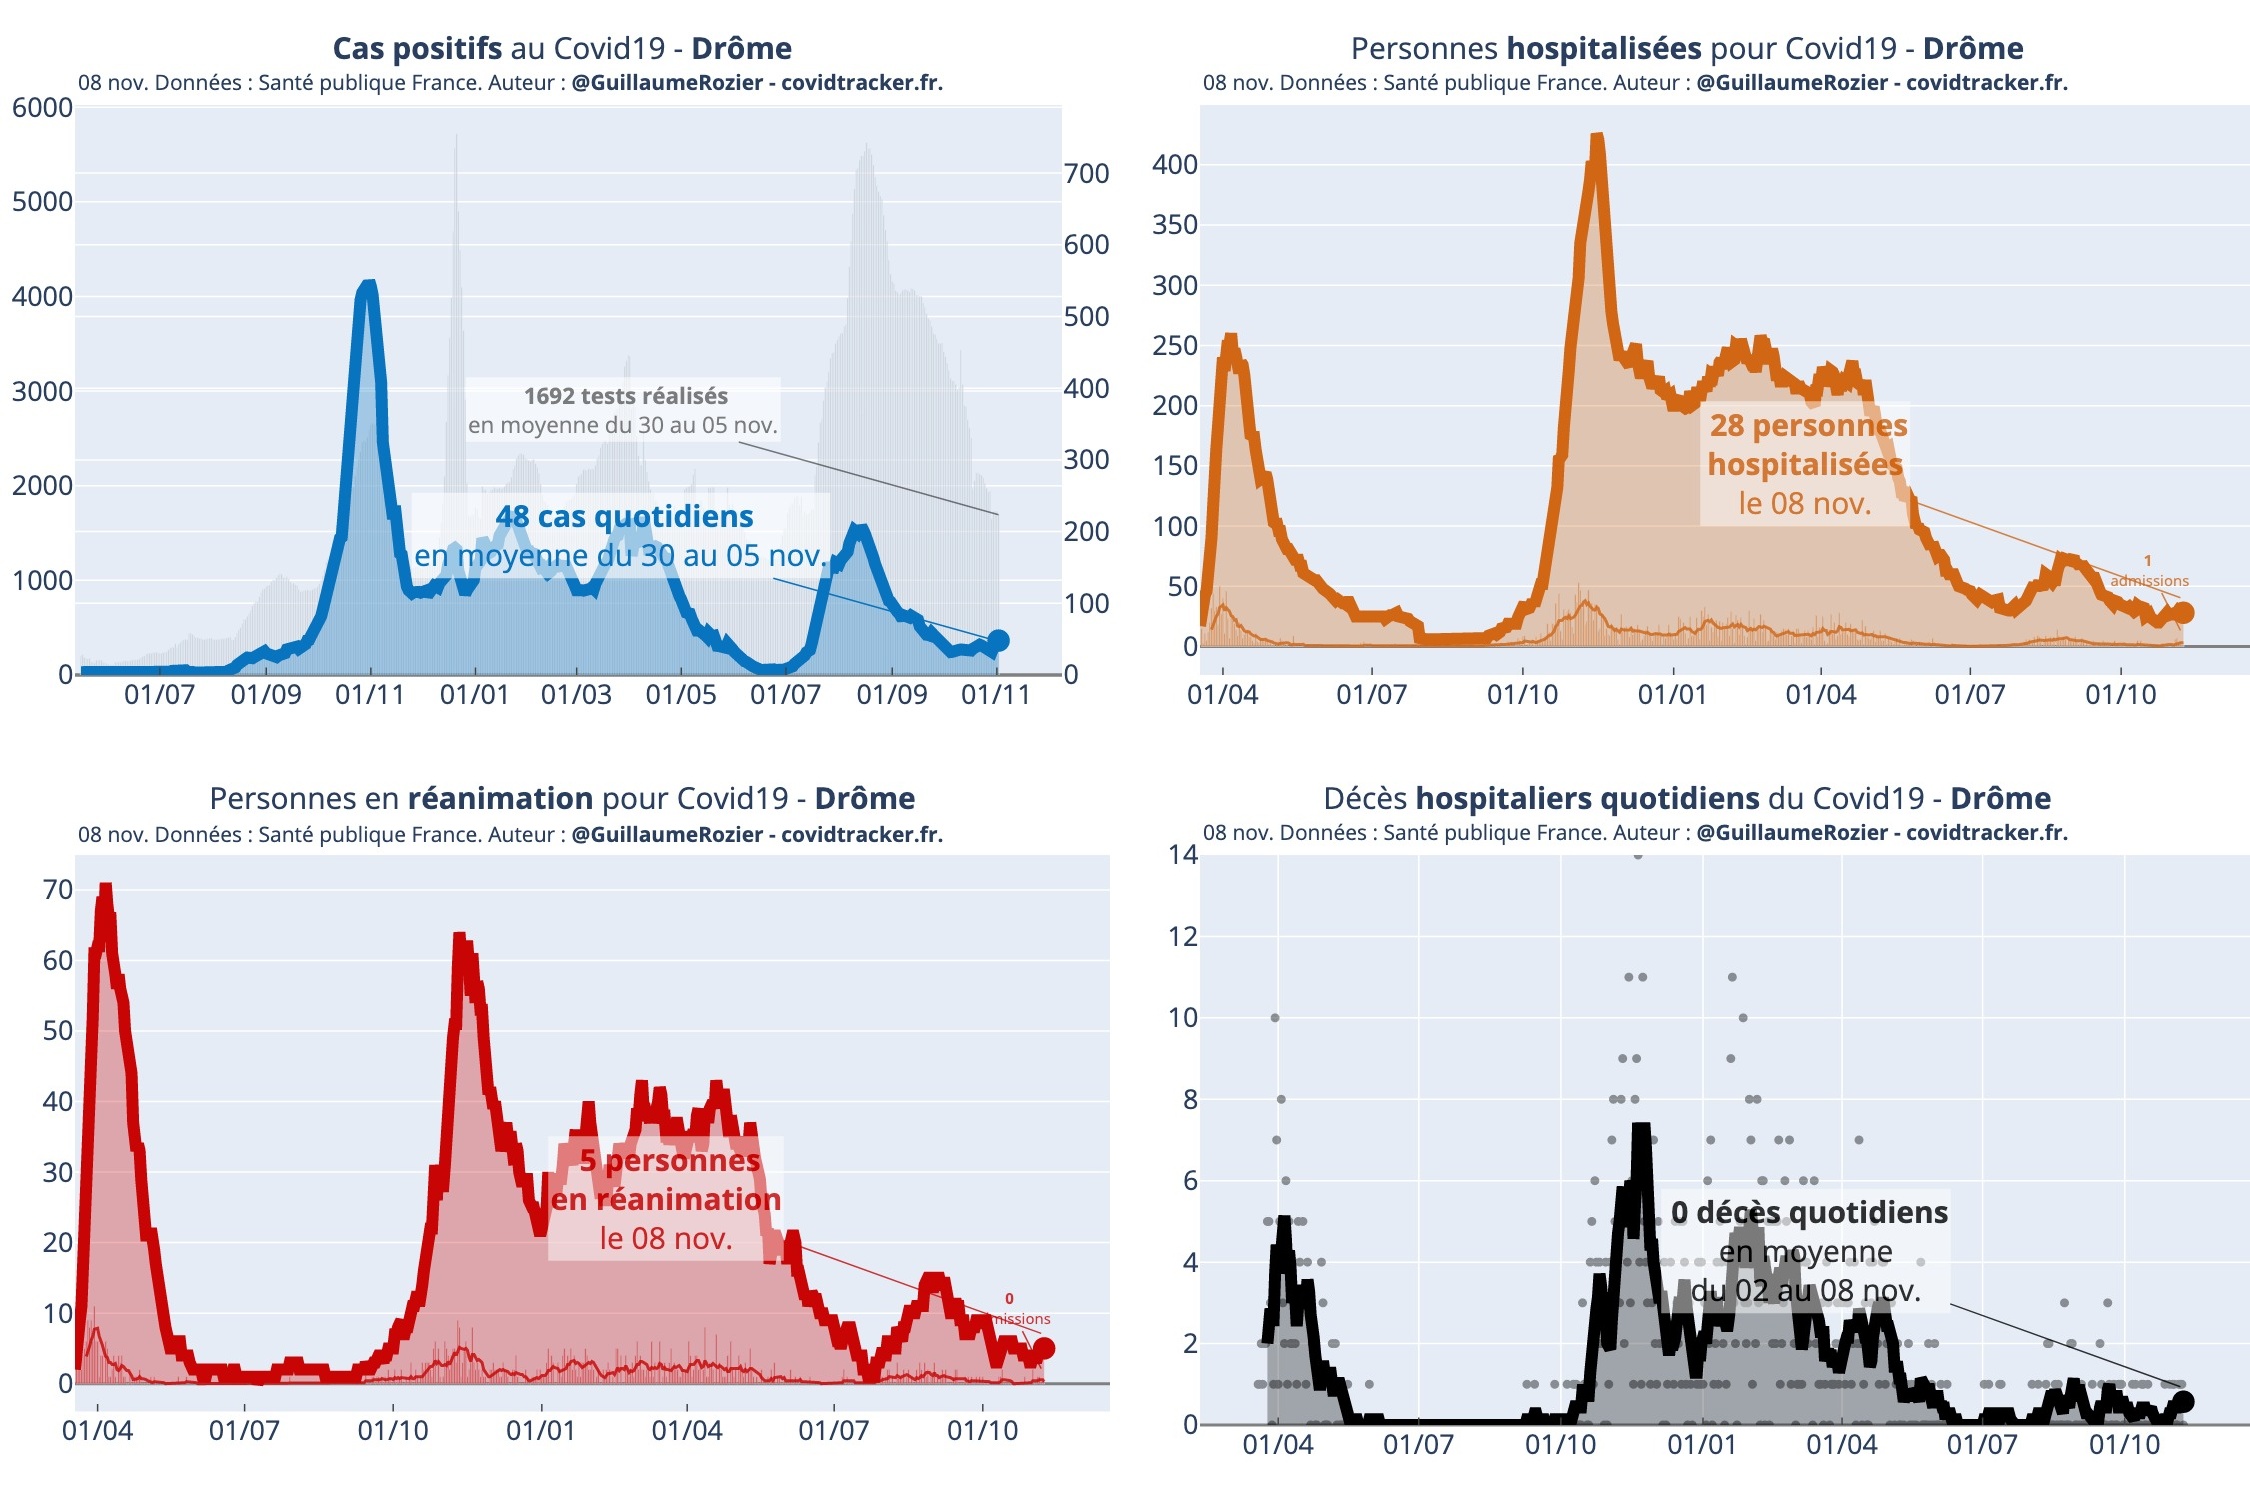 Cas positifs au Covid19 - Drôme
08 nov. Données : Santé publique France. Auteur : @GuillaumeRozier - covidtracker.fr.
6000
5000
4000
3000
2000
1000
0
700
600
500
400
300
200
100
0
1692 tests réalisés
en moyenne du 30 au 05 nov.
48 cas quotidiens
en moyenne du 30 au 05 nov.
01/07 01/09 01/11 01/01 01/03 01/05 01/07 01/09 01/11
Personnes hospitalisées pour Covid19 - Drôme
08 nov. Données : Santé publique France. Auteur : @GuillaumeRozier - covidtracker.fr.
400
350
300
250
200
150
100
50
0
28 personnes
hospitalisées
le 08 nov.
1
admissions
01/04 01/07 01/10 01/01 01/04 01/07 01/10
Personnes en réanimation pour Covid19 - Drôme
08 nov. Données : Santé publique France. Auteur : @GuillaumeRozier - covidtracker.fr.
70
60
50
40
30
20
10
0
5 personnes
en réanimation
le 08 nov.
0
missions
01/04 01/07 01/10 01/01 01/04 01/07 01/10
Décès hospitaliers quotidiens du Covid19 - Drôme
08 nov. Données : Santé publique France. Auteur : @GuillaumeRozier - covidtracker.fr.
14
12
10
8
6
4
2
0
0 décès quotidiens
en moyenne
du 02 au 08 nov.
01/04 01/07 01/10 01/01 01/04 01/07 01/10